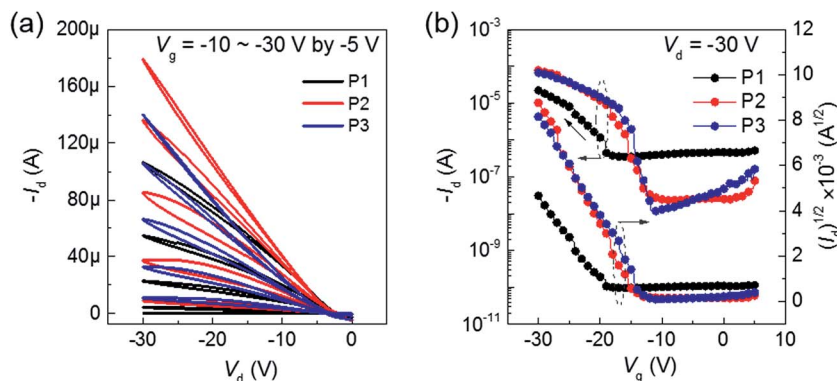 (a)
V_g = -10 ~ -30 V by -5 V
P1
P2
P3
200μ
160μ
120μ
80μ
40μ
0
-I_d (A)
-30
-20
-10
0
V_d (V)
(b)
V_d = -30 V
P1
P2
P3
10^-3
10^-5
10^-7
10^-9
10^-11
-I_d (A)
12
10
8
6
4
2
0
(I_d)^1/2 ×10^-3 (A^1/2)
-30
-20
-10
0
10
V_g (V)